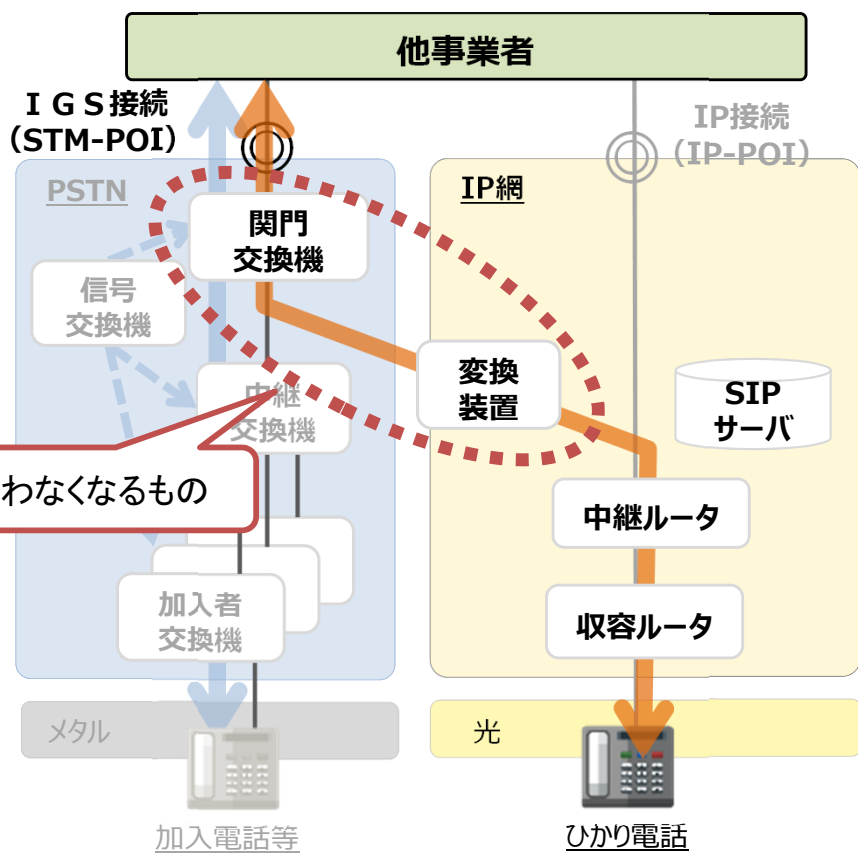 他事業者
ＩＧＳ接続
（STM-POI）
IP接続
（IP-POI）
PSTN
IP網
関門
交換機
信号
交換機
変換
装置
SIP
サーバ
中継
交換機
わなくなるもの
中継ルータ
加入者
交換機
収容ルータ
メタル
光
加入電話等
ひかり電話